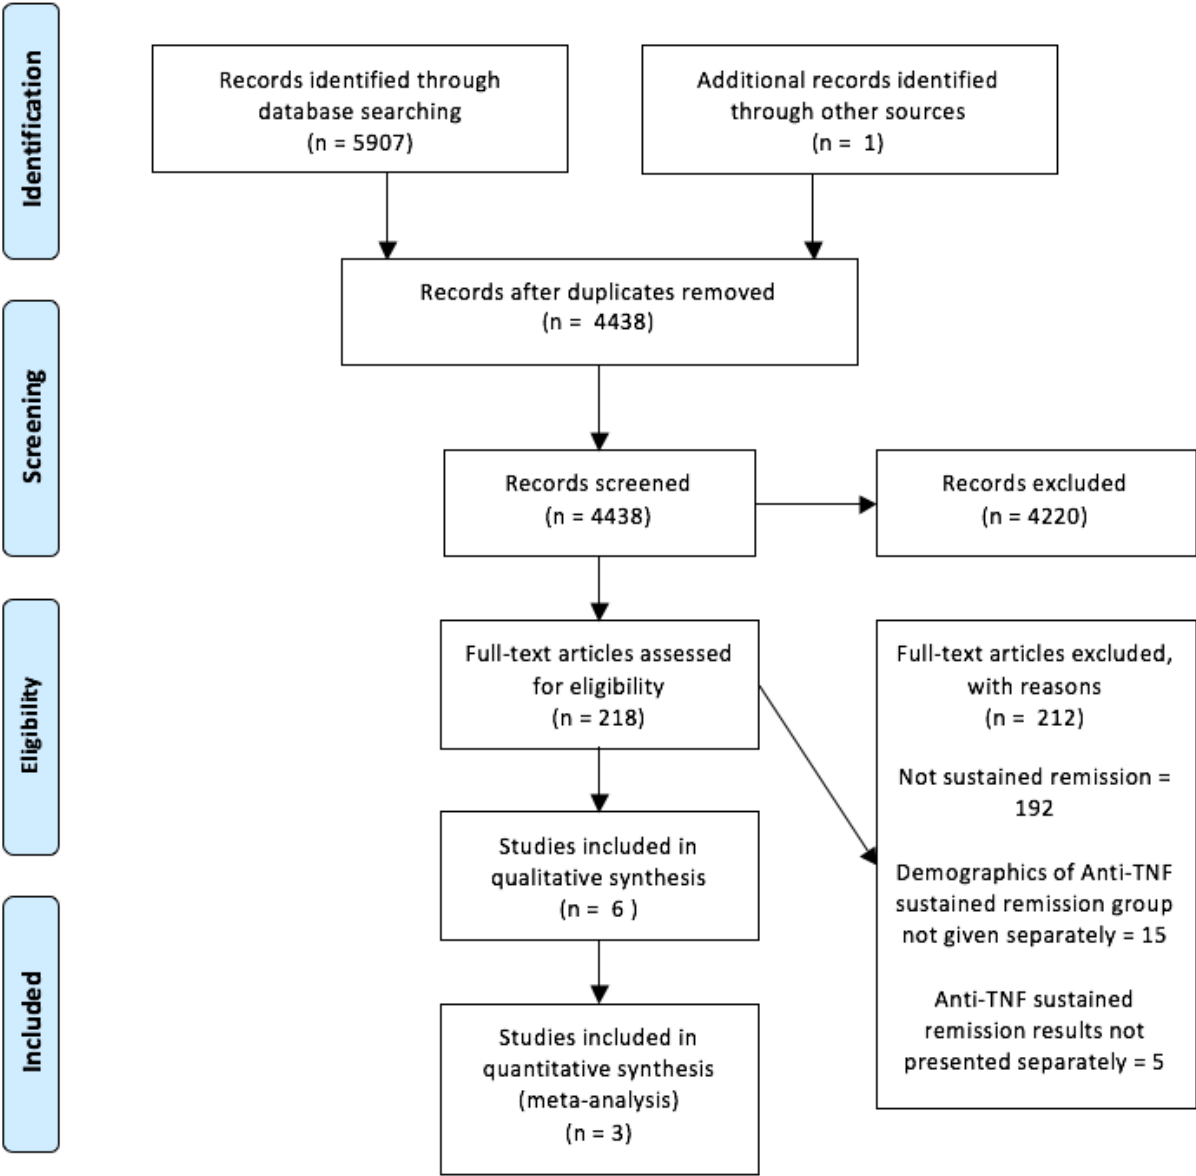 Identification
Records identified through
database searching
(n = 5907)
Additional records identified
through other sources
(n =  1)
Records after duplicates removed
(n =  4438)
Screening
Records screened
(n = 4438)
Records excluded
(n = 4220)
Eligibility
Full-text articles assessed
for eligibility
(n = 218)
Full-text articles excluded,
with reasons
(n =  212)
Not sustained remission =
192
Demographics of Anti-TNF
sustained remission group
not given separately = 15
Anti-TNF sustained
remission results not
presented separately = 5
Studies included in
qualitative synthesis
(n =  6 )
Included
Studies included in
quantitative synthesis
(meta-analysis)
(n = 3)